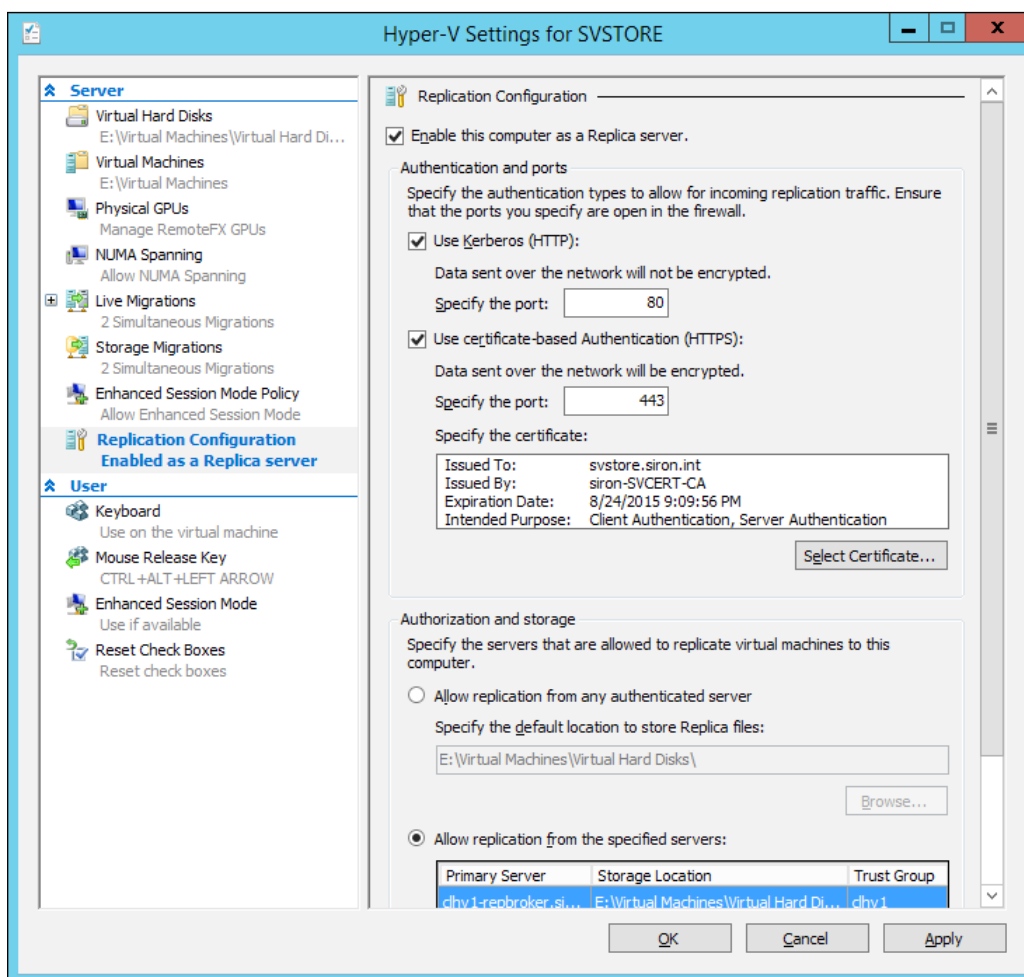 Hyper-V Settings for SVSTORE
Server
Virtual Hard Disks
E:\Virtual Machines\Virtual Hard Di...
Virtual Machines
E:\Virtual Machines
Physical GPUs
Manage RemoteFX GPUs
NUMA Spanning
Allow NUMA Spanning
Live Migrations
2 Simultaneous Migrations
Storage Migrations
2 Simultaneous Migrations
Enhanced Session Mode Policy
Allow Enhanced Session Mode
Replication Configuration
Enabled as a Replica server
User
Keyboard
Use on the virtual machine
Mouse Release Key
CTRL+ALT+LEFT ARROW
Enhanced Session Mode
Use if available
Reset Check Boxes
Reset check boxes
Replication Configuration
Enable this computer as a Replica server.
Authentication and ports
Specify the authentication types to allow for incoming replication traffic. Ensure
that the ports you specify are open in the firewall.
Use Kerberos (HTTP):
Data sent over the network will not be encrypted.
Specify the port: 80
Use certificate-based Authentication (HTTPS):
Data sent over the network will be encrypted.
Specify the port: 443
Specify the certificate:
Issued To: svstore.siron.int
Issued By: siron-SVCERT-CA
Expiration Date: 8/24/2015 9:09:56 PM
Intended Purpose: Client Authentication, Server Authentication
Select Certificate...
Authorization and storage
Specify the servers that are allowed to replicate virtual machines to this
computer.
Allow replication from any authenticated server
Specify the default location to store Replica files:
E:\Virtual Machines\Virtual Hard Disks\
Browse...
Allow replication from the specified servers:
Primary Server Storage Location Trust Group
clhv1-repbroker.si... E:\Virtual Machines\Virtual Hard Di... clhv1
OK Cancel Apply